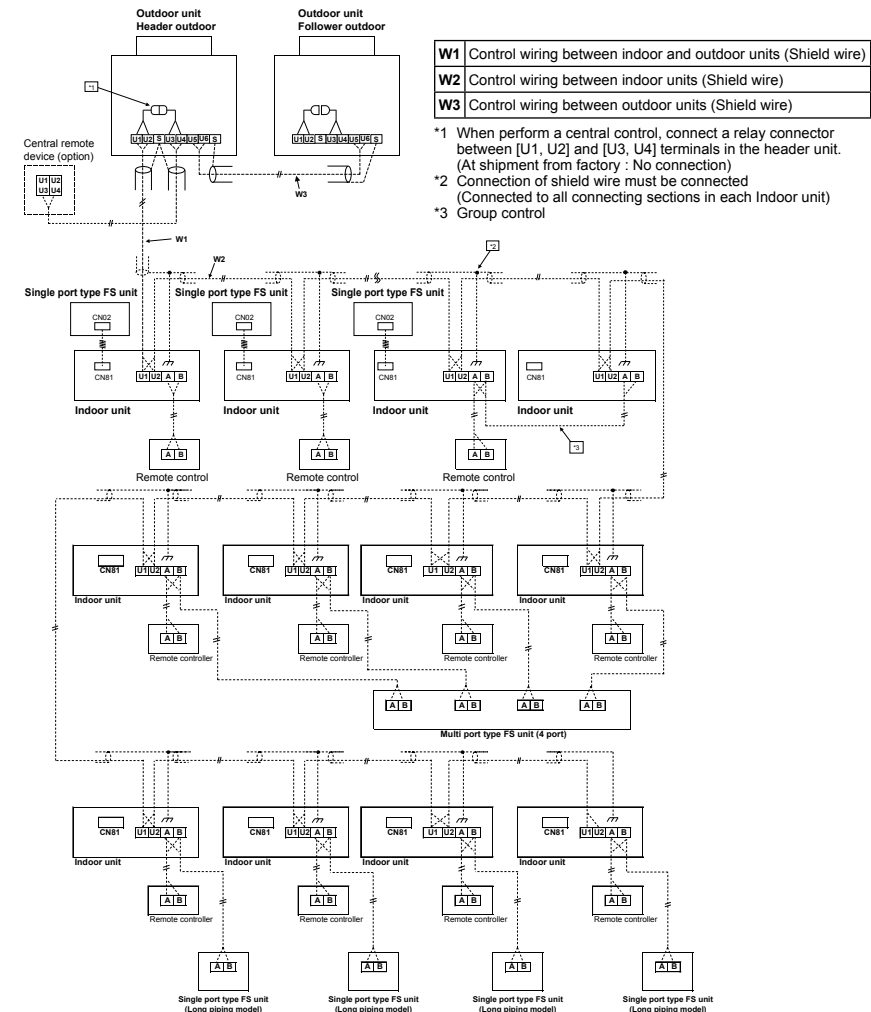 Outdoor unit
Header outdoor
Outdoor unit
Follower outdoor
W1 Control wiring between indoor and outdoor units (Shield wire)
W2 Control wiring between indoor units (Shield wire)
W3 Control wiring between outdoor units (Shield wire)
*1 When perform a central control, connect a relay connector
between [U1, U2] and [U3, U4] terminals in the header unit.
(At shipment from factory : No connection)
*2 Connection of shield wire must be connected
(Connected to all connecting sections in each Indoor unit)
*3 Group control
*1
U1 U2 S U3 U4 U5 U6 S
U1 U2 S U3 U4 U5 U6 S
Central remote
device (option)
U1 U2
U3 U4
W3
W1
W2
*2
Single port type FS unit
Single port type FS unit
Single port type FS unit
CN02
CN02
CN02
CN81
U1 U2 A B
CN81
U1 U2 A B
CN81
U1 U2 A B
CN81
U1 U2 A B
Indoor unit
Indoor unit
Indoor unit
Indoor unit
*3
A B
A B
A B
Remote control
Remote control
Remote control
CN81
U1 U2 A B
CN81
U1 U2 A B
CN81
U1 U2 A B
CN81
U1 U2 A B
Indoor unit
Indoor unit
Indoor unit
Indoor unit
A B
A B
A B
A B
Remote controller
Remote controller
Remote controller
Remote controller
A B
A B
A B
A B
Multi port type FS unit (4 port)
CN81
U1 U2 A B
CN81
U1 U2 A B
CN81
U1 U2 A B
CN81
U1 U2 A B
Indoor unit
Indoor unit
Indoor unit
Indoor unit
A B
A B
A B
A B
Remote controller
Remote controller
Remote controller
Remote controller
A B
A B
A B
A B
Single port type FS unit
(Long piping model)
Single port type FS unit
(Long piping model)
Single port type FS unit
(Long piping model)
Single port type FS unit
(Long piping model)